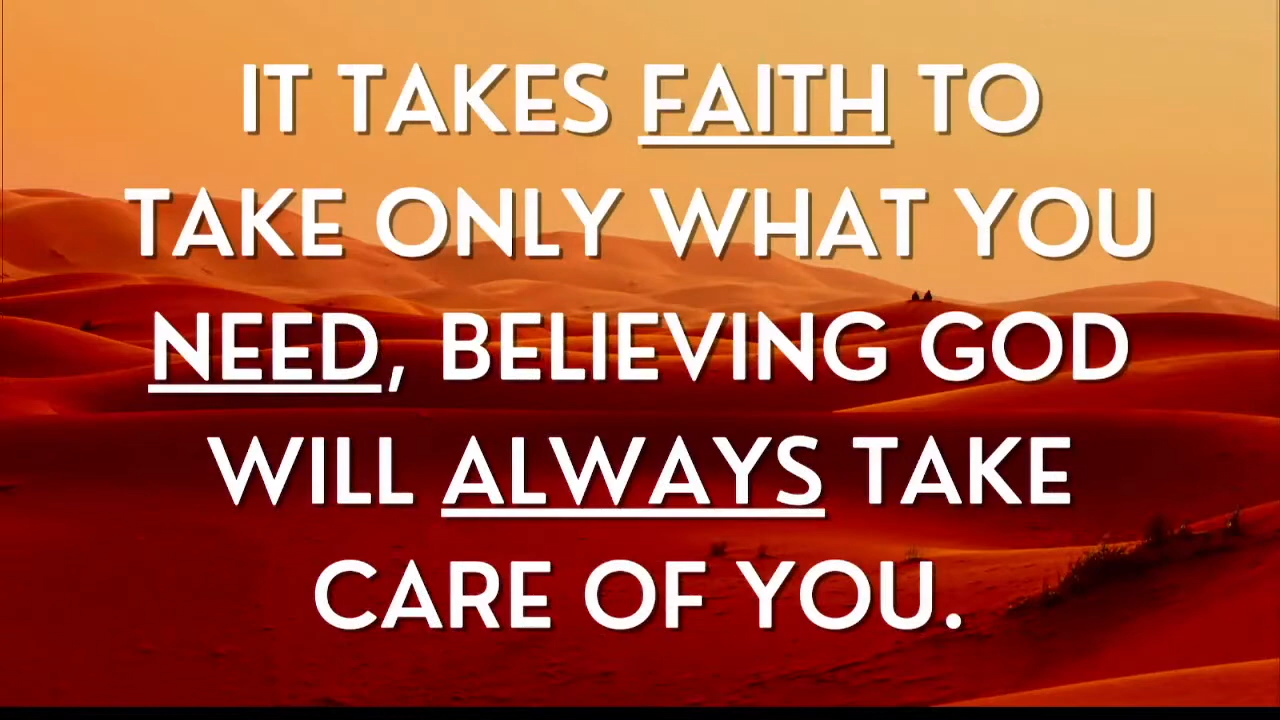 IT TAKES FAITH TO
TAKE ONLY WHAT YOU
NEED, BELIEVING GOD
WILL ALWAYS TAKE
CARE OF YOU.